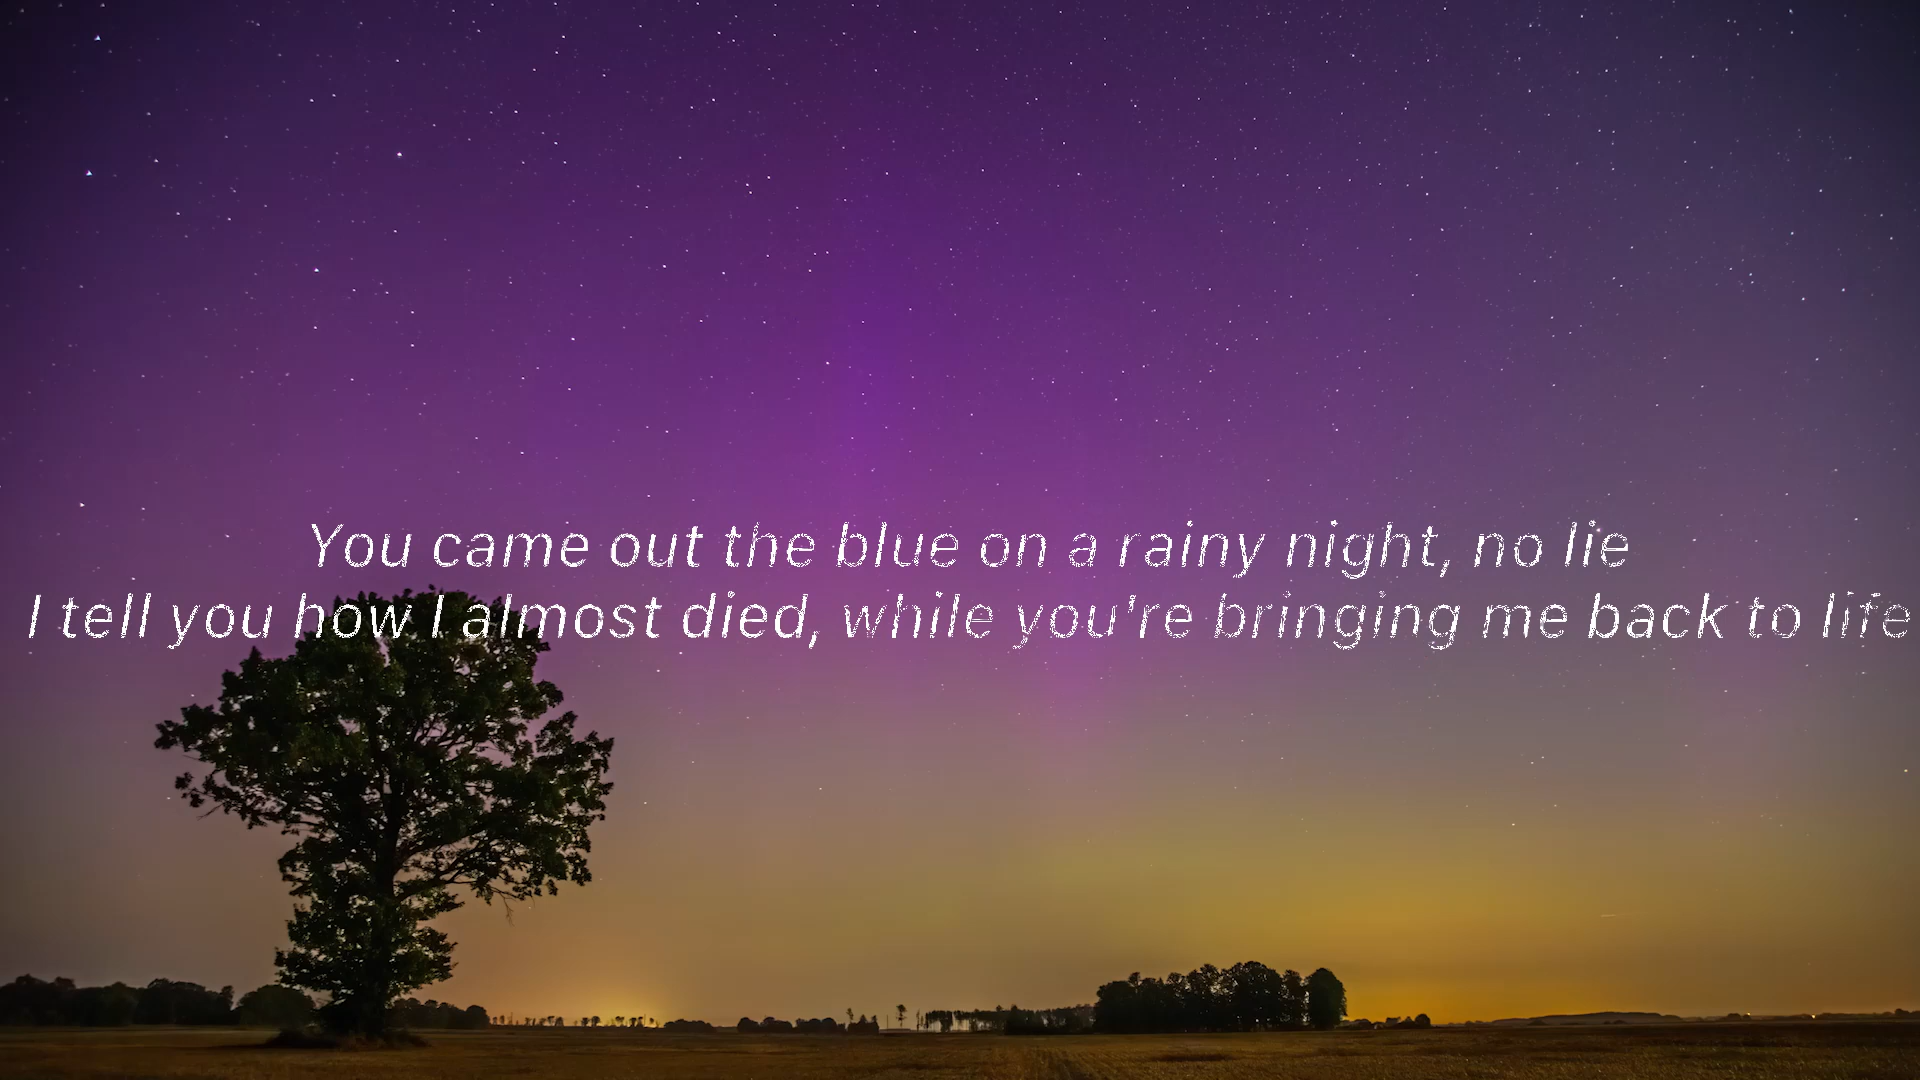 You came out the blue on a rainy night, no lie
I tell you how I almost died, while you're bringing me back to life